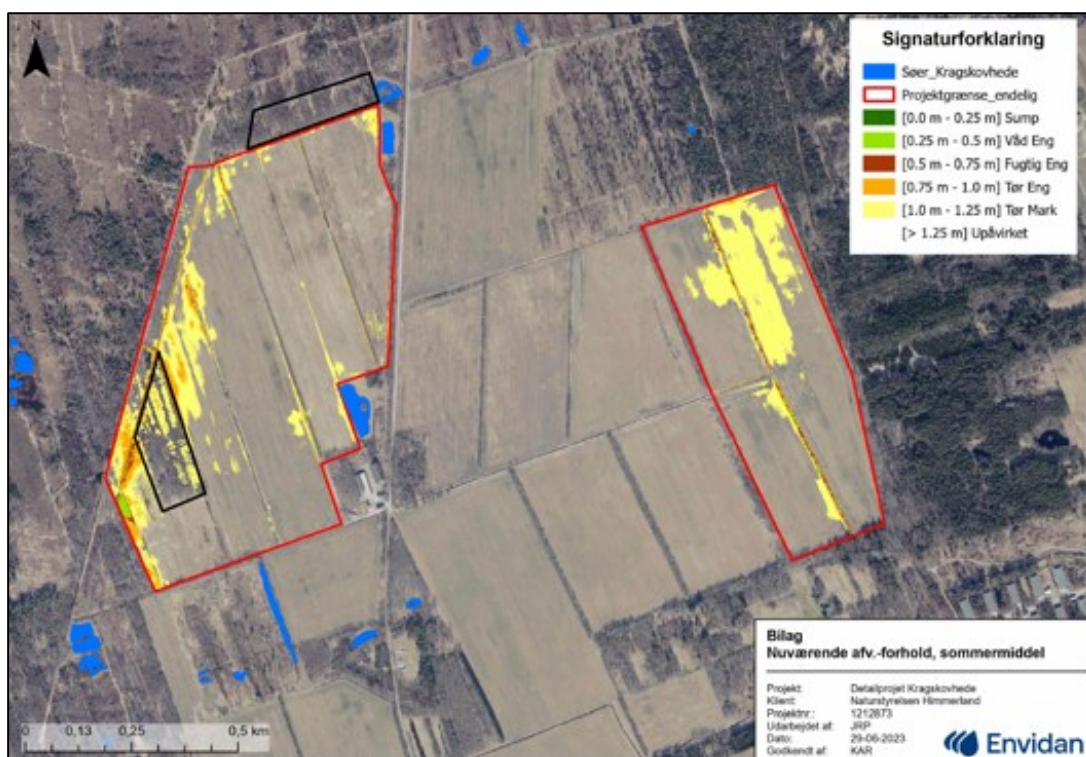 N
Signaturforklaring
Søer_Kragskovhede
Projektgrænse_endelig
[0.0 m - 0.25 m] Sump
[0.25 m - 0.5 m] Våd Eng
[0.5 m - 0.75 m] Fugtig Eng
[0.75 m - 1.0 m] Tør Eng
[1.0 m - 1.25 m] Tør Mark
[> 1.25 m] Upåvirket
Bilag
Nuværende afv.-forhold, sommermiddel
Projekt: Detailprojet Kragskovhede
Klient: Naturstyrelsen Himmerland
Projektnr.: 1212873
Udarbejdet af: JRP
Dato: 29-06-2023
Godkendt af: KAR
Envidan
0 0,13 0,25 0,5 km